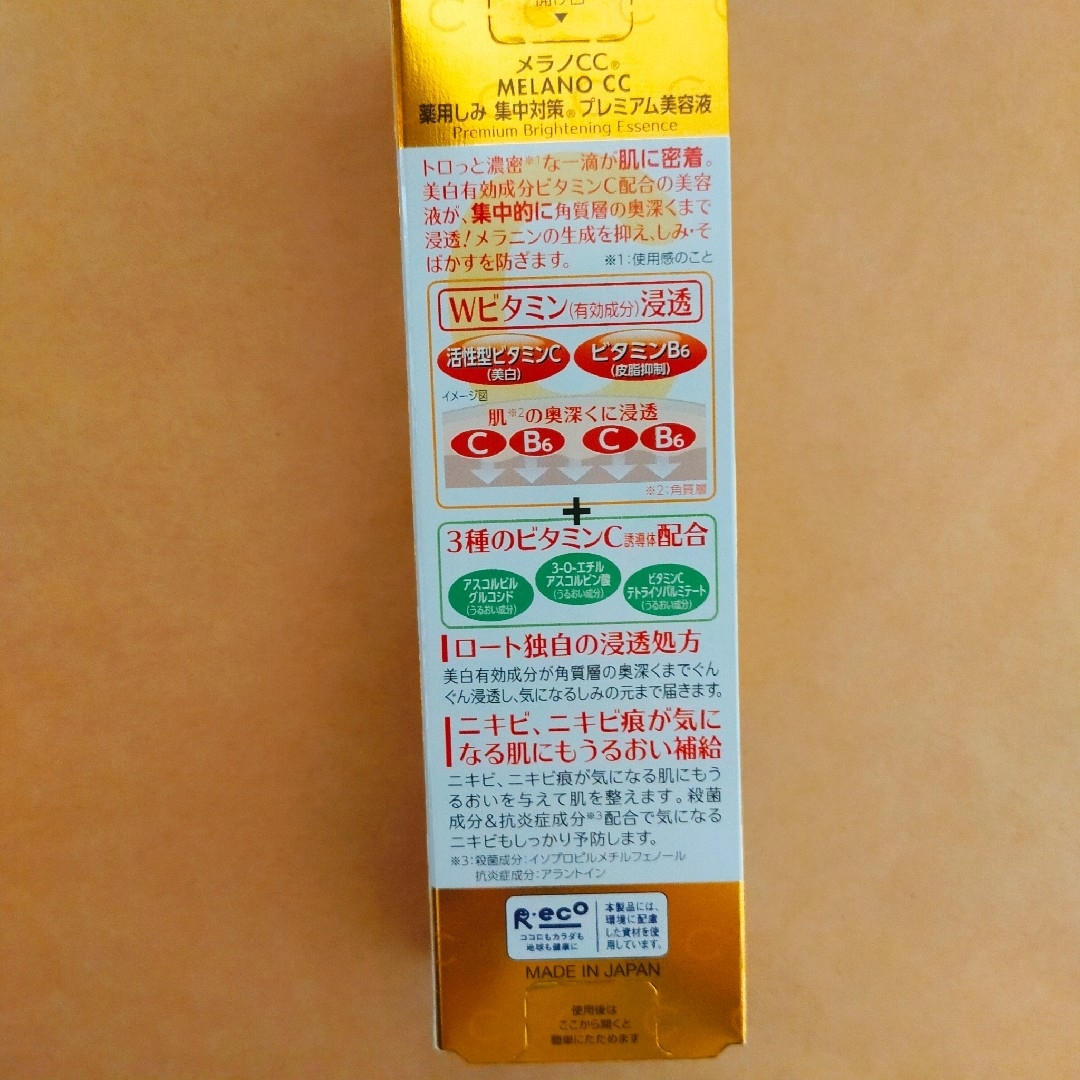 開け口
▼
メラノCC®
MELANO CC
薬用しみ 集中対策® プレミアム美容液
Premium Brightening Essence
トロっと濃密※1な一滴が肌に密着。
美白有効成分ビタミンC配合の美容
液が、集中的に角質層の奥深くまで
浸透!メラニンの生成を抑え、しみ・そ
ばかすを防ぎます。 ※1:使用感のこと
Wビタミン(有効成分)浸透
活性型ビタミンC
(美白)
ビタミンB6
(皮脂抑制)
イメージ図
肌※2の奥深くに浸透
C B6 C B6
※2:角質層
+
3種のビタミンC誘導体配合
アスコルビル
グルコシド
(うるおい成分)
3-O-エチル
アスコルビン酸
(うるおい成分)
ビタミンC
テトライソパルミテート
(うるおい成分)
ロート独自の浸透処方
美白有効成分が角質層の奥深くまでぐん
ぐん浸透し、気になるしみの元まで届きます。
ニキビ、ニキビ痕が気に
なる肌にもうるおい補給
ニキビ、ニキビ痕が気になる肌にもう
るおいを与えて肌を整えます。殺菌
成分&抗炎症成分※3配合で気になる
ニキビもしっかり予防します。
※3:殺菌成分:イソプロピルメチルフェノール
抗炎症成分:アラントイン
R・eco
ココロもカラダも
地球も健康に
本製品には、
環境に配慮
した資材を使
用しています。
MADE IN JAPAN
使用後は
ここから開くと
簡単にたためます